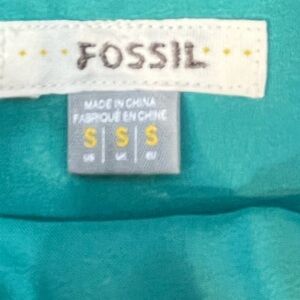 FOSSIL
MADE IN CHINA
FABRIQUÉ EN CHINE
S | S | S
US | UK | EU